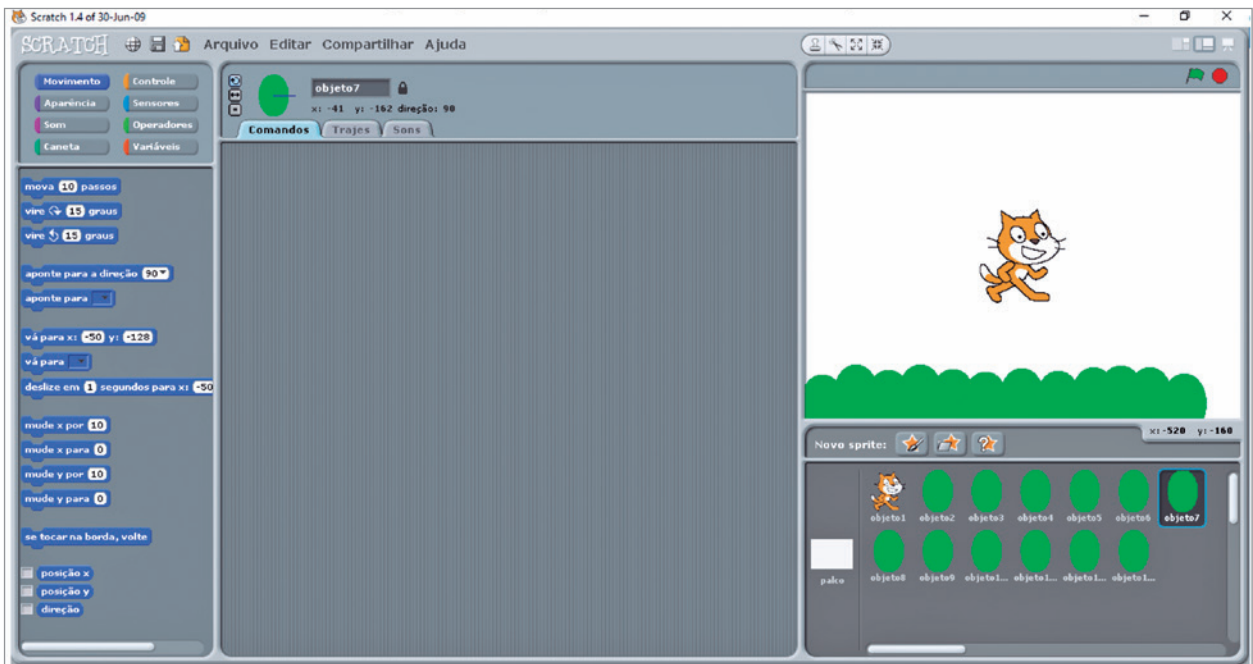 Scratch 1.4 of 30-Jun-09
SCRATCH Arquivo Editar Compartilhar Ajuda
Movimento Controle
Aparência Sensores
Som Operadores
Caneta Variáveis
objeto7
x: -41 y: -162 direção: 90
Comandos Trajes Sons
mova 10 passos
vire 15 graus
vire 15 graus
aponte para a direção 90
aponte para
vá para x: -50 y: -128
vá para
deslize em 1 segundos para x: -50
mude x por 10
mude x para 0
mude y por 10
mude y para 0
se tocar na borda, volte
posição x
posição y
direção
x: -520 y: -160
Novo sprite:
objeto1 objeto2 objeto3 objeto4 objeto5 objeto6 objeto7
palco
objeto8 objeto9 objeto1... objeto1... objeto1... objeto1...